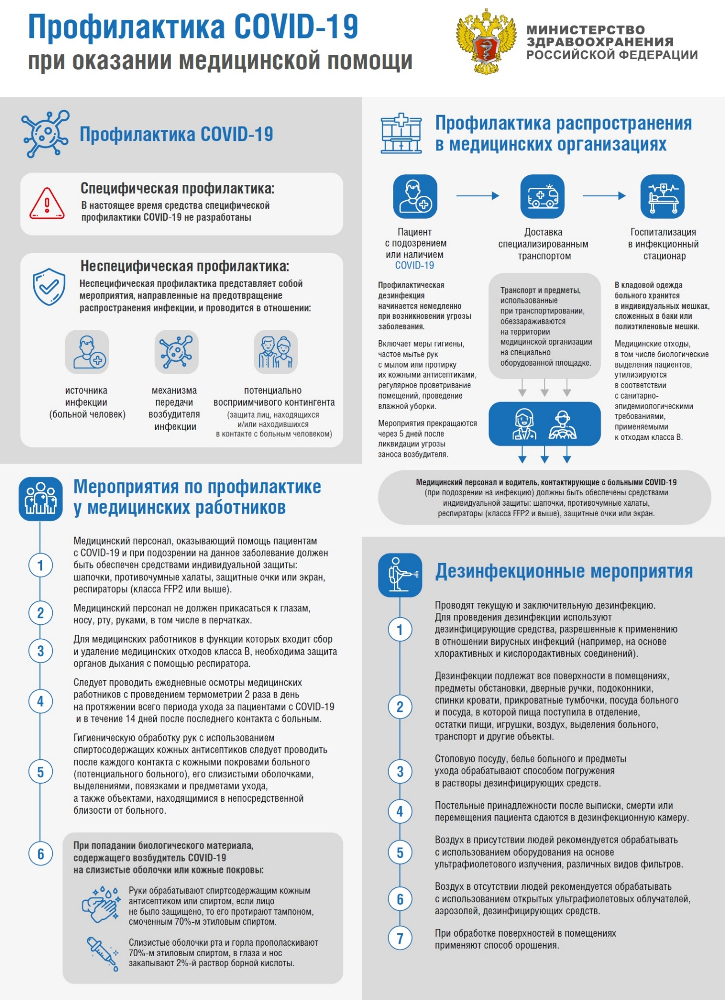 Профилактика COVID-19
при оказании медицинской помощи
МИНИСТЕРСТВО
ЗДРАВООХРАНЕНИЯ
РОССИЙСКОЙ ФЕДЕРАЦИИ
Профилактика COVID-19
Специфическая профилактика:
В настоящее время средства специфической
профилактики COVID-19 не разработаны
Неспецифическая профилактика:
Неспецифическая профилактика представляет собой
мероприятия, направленные на предотвращение
распространения инфекции, и проводится в отношении:
источника
инфекции
(больной человек)
механизма
передачи
возбудителя
инфекции
потенциально
восприимчивого контингента
(защита лиц, находящихся
и/или находившихся
в контакте с больным человеком)
Профилактика распространения
в медицинских организациях
Пациент
с подозрением
или наличием
COVID-19
Доставка
специализированным
транспортом
Госпитализация
в инфекционный
стационар
Профилактическая
дезинфекция
начинается немедленно
при возникновении угрозы
заболевания.
Включает меры гигиены,
частое мытье рук
с мылом или протирку
их кожными антисептиками,
регулярное проветривание
помещений, проведение
влажной уборки.
Мероприятия прекращаются
через 5 дней после
ликвидации угрозы
заноса возбудителя.
Транспорт и предметы,
использованные
при транспортировании,
обеззараживаются
на территории
медицинской организации
на специально
оборудованной площадке.
В кладовой одежда
больного хранится
в индивидуальных мешках,
сложенных в баки или
полиэтиленовые мешки.
Медицинские отходы,
в том числе биологические
выделения пациентов,
утилизируются
в соответствии
с санитарно-
эпидемиологическими
требованиями,
применяемыми
к отходам класса В.
Медицинский персонал и водитель, контактирующие с больными COVID-19
(при подозрении на инфекцию) должны быть обеспечены средствами
индивидуальной защиты: шапочки, противочумные халаты,
респираторы (класса FFP2 и выше), защитные очки или экран.
Мероприятия по профилактике
у медицинских работников
1
Медицинский персонал, оказывающий помощь пациентам
с COVID-19 и при подозрении на данное заболевание должен
быть обеспечен средствами индивидуальной защиты:
шапочки, противочумные халаты, защитные очки или экран,
респираторы (класса FFP2 или выше).
2
Медицинский персонал не должен прикасаться к глазам,
носу, рту, руками, в том числе в перчатках.
3
Для медицинских работников в функции которых входит сбор
и удаление медицинских отходов класса В, необходима защита
органов дыхания с помощью респиратора.
4
Следует проводить ежедневные осмотры медицинских
работников с проведением термометрии 2 раза в день
на протяжении всего периода ухода за пациентами с COVID-19
и в течение 14 дней после последнего контакта с больным.
5
Гигиеническую обработку рук с использованием
спиртосодержащих кожных антисептиков следует проводить
после каждого контакта с кожными покровами больного
(потенциального больного), его слизистыми оболочками,
выделениями, повязками и предметами ухода,
а также объектами, находящимися в непосредственной
близости от больного.
6
При попадании биологического материала,
содержащего возбудитель COVID-19
на слизистые оболочки или кожные покровы:
Руки обрабатывают спиртсодержащим кожным
антисептиком или спиртом, если лицо
не было защищено, то его протирают тампоном,
смоченным 70%-м этиловым спиртом.
Слизистые оболочки рта и горла прополаскивают
70%-м этиловым спиртом, в глаза и нос
закапывают 2%-й раствор борной кислоты.
Дезинфекционные мероприятия
1
Проводят текущую и заключительную дезинфекцию.
Для проведения дезинфекции используют
дезинфицирующие средства, разрешенные к применению
в отношении вирусных инфекций (например, на основе
хлорактивных и кислородактивных соединений).
2
Дезинфекции подлежат все поверхности в помещениях,
предметы обстановки, дверные ручки, подоконники,
спинки кровати, прикроватные тумбочки, посуда больного
и посуда, в которой пища поступила в отделение,
остатки пищи, игрушки, воздух, выделения больного,
транспорт и другие объекты.
3
Столовую посуду, белье больного и предметы
ухода обрабатывают способом погружения
в растворы дезинфицирующих средств.
4
Постельные принадлежности после выписки, смерти или
перемещения пациента сдаются в дезинфекционную камеру.
5
Воздух в присутствии людей рекомендуется обрабатывать
с использованием оборудования на основе
ультрафиолетового излучения, различных видов фильтров.
6
Воздух в отсутствии людей рекомендуется обрабатывать
с использованием открытых ультрафиолетовых облучателей,
аэрозолей, дезинфицирующих средств.
7
При обработке поверхностей в помещениях
применяют способ орошения.